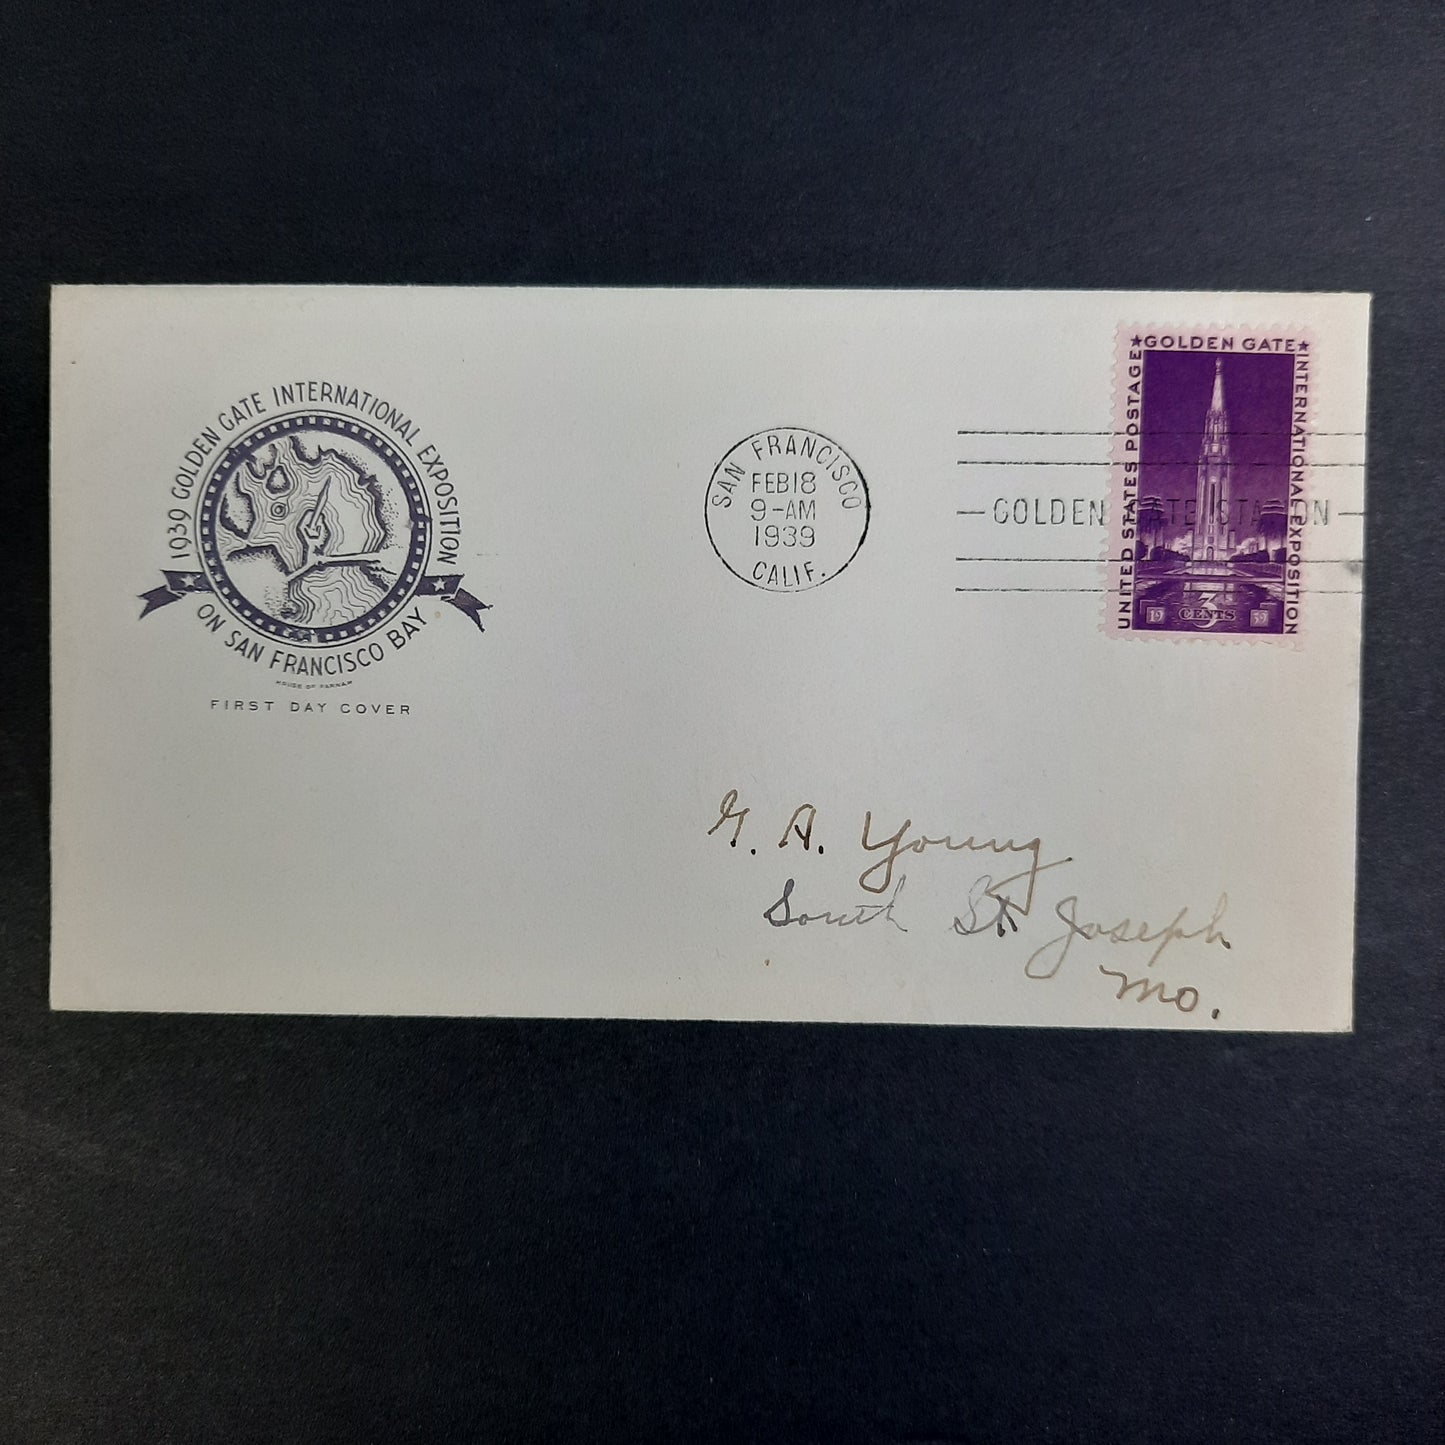 1939 GOLDEN GATE INTERNATIONAL EXPOSITION
ON SAN FRANCISCO BAY
HOUSE OF FARNAM
FIRST DAY COVER
SAN FRANCISCO
FEB 18
9-AM
1939
CALIF.
GOLDEN GATE STATION
★GOLDEN GATE★
UNITED STATES POSTAGE
INTERNATIONAL EXPOSITION
19 3 39
CENTS
G. A. Young
South St Joseph
Mo.